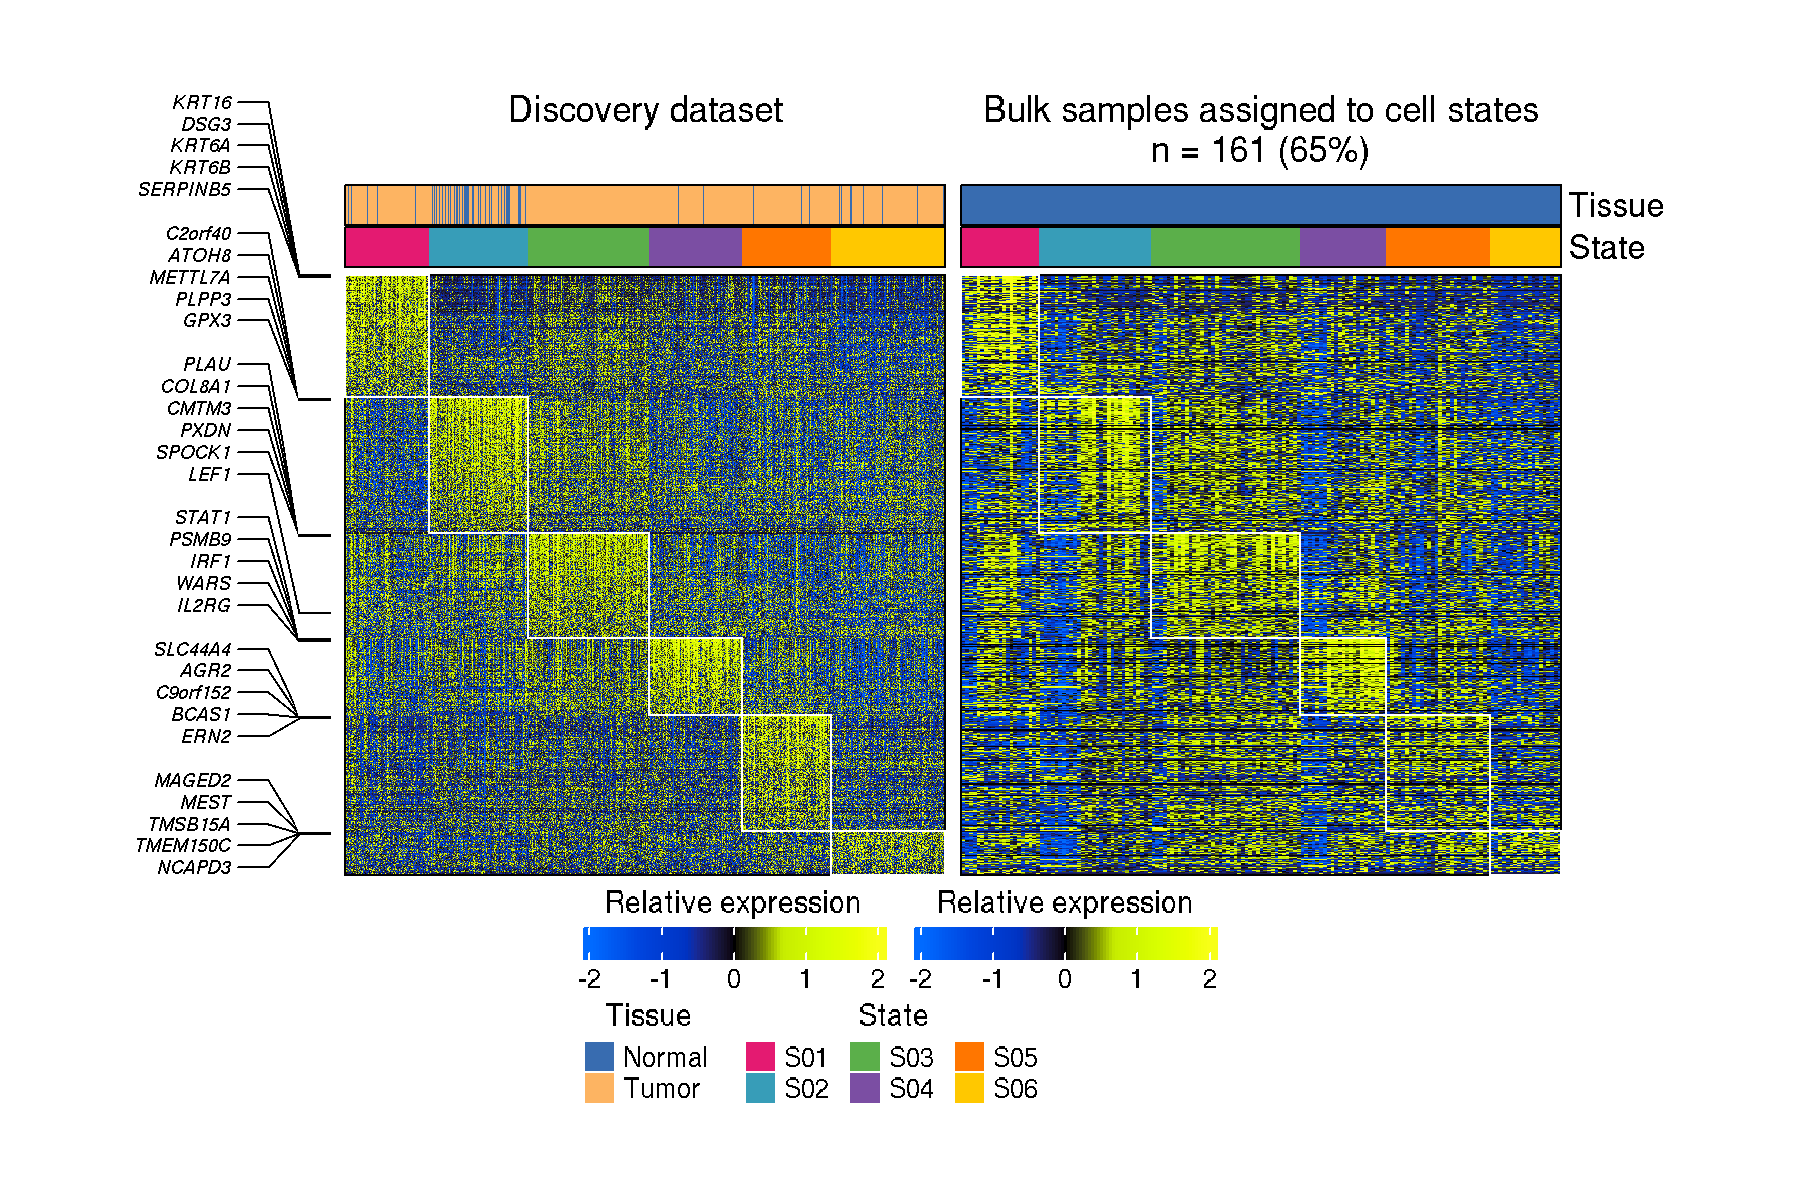 Discovery dataset
Bulk samples assigned to cell states
n = 161 (65%)
Tissue
State
KRT16
DSG3
KRT6A
KRT6B
SERPINB5
C2orf40
ATOH8
METTL7A
PLPP3
GPX3
PLAU
COL8A1
CMTM3
PXDN
SPOCK1
LEF1
STAT1
PSMB9
IRF1
WARS
IL2RG
SLC44A4
AGR2
C9orf152
BCAS1
ERN2
MAGED2
MEST
TMSB15A
TMEM150C
NCAPD3
Relative expression
-2 -1 0 1 2
Relative expression
-2 -1 0 1 2
Tissue
Normal
Tumor
State
S01 S03 S05
S02 S04 S06